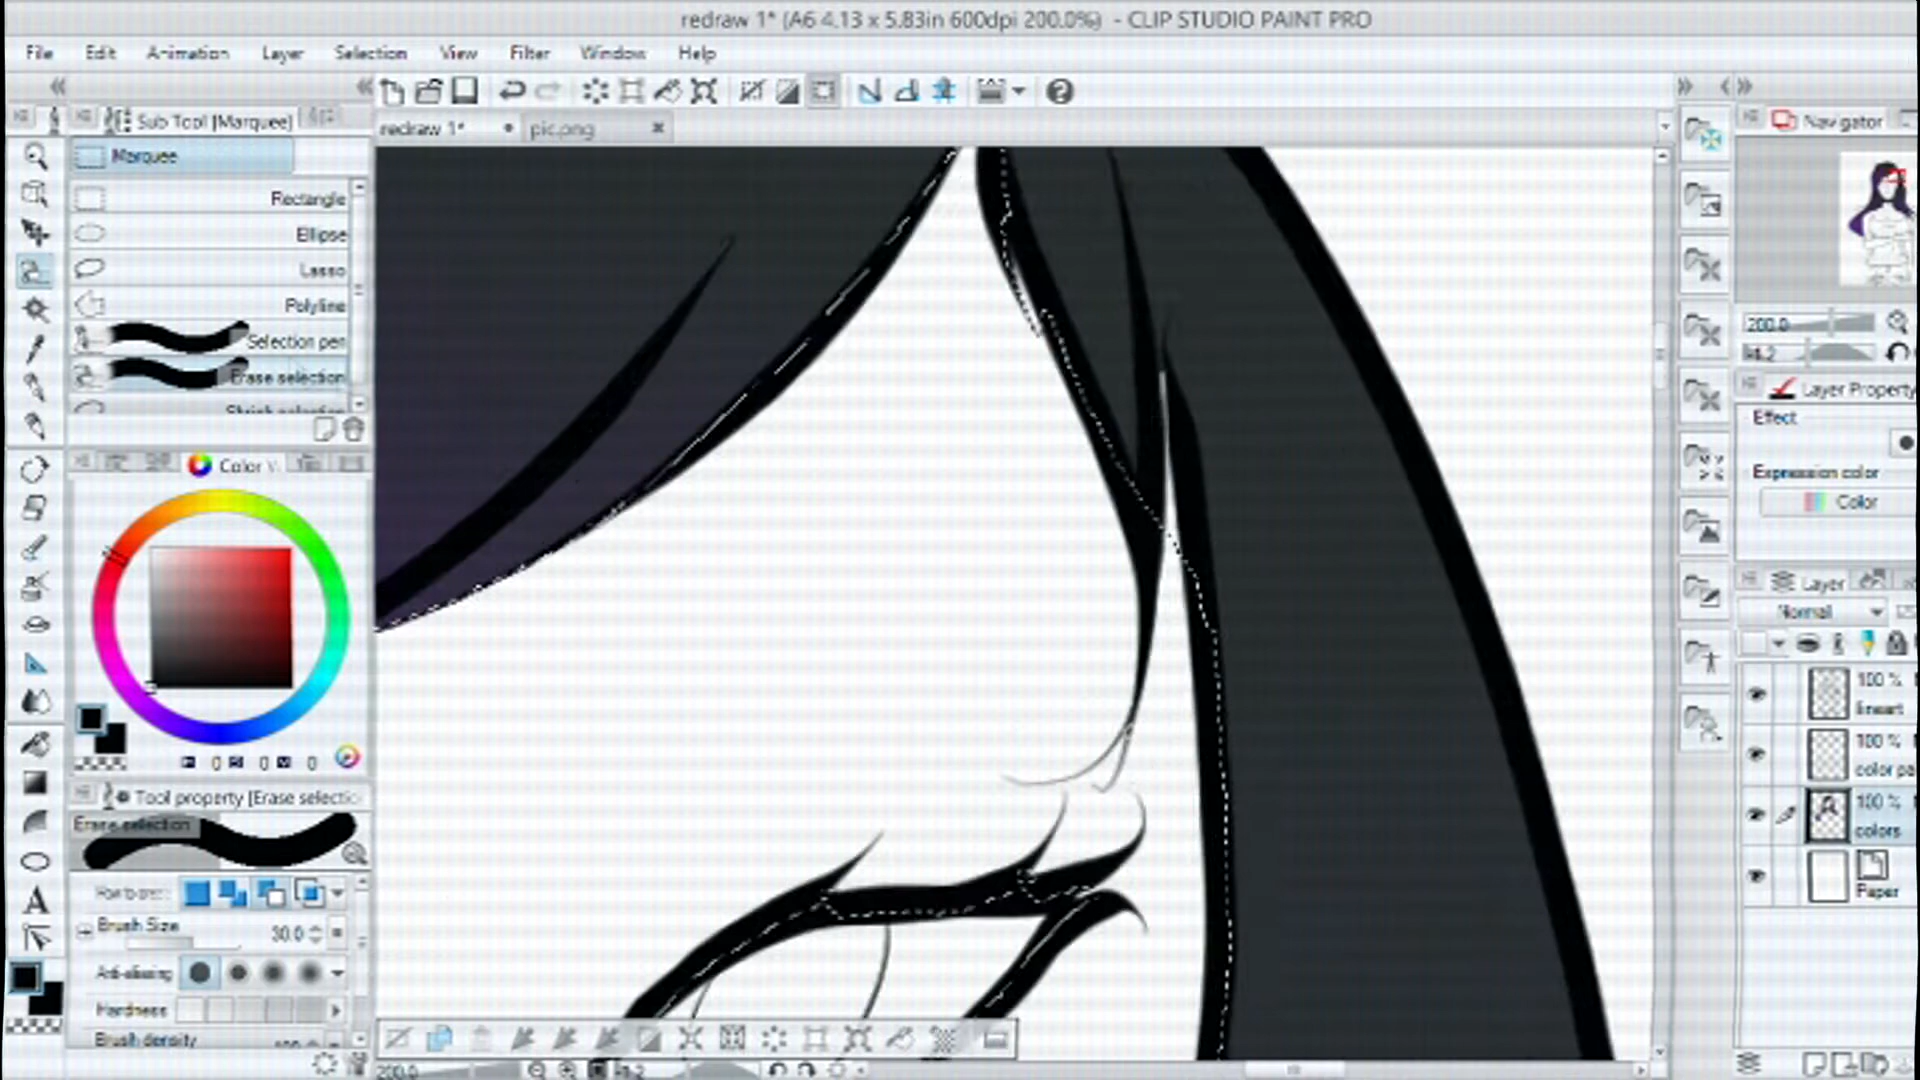 redraw 1* (A6 4.13 x 5.83in 600dpi 200.0%) - CLIP STUDIO PAINT PRO
File Edit Animation Layer Selection View Filter Window Help
Sub Tool [Marquee]
redraw 1* pic.png
Navigator
Marquee
Rectangle
Ellipse
Lasso
Polyline
Selection pen
Erase selection
Shrink selection
200.0
Layer Property
Effect
Expression color
Color
Color
Layer
Normal
100 %
lineart
100 %
color pa
100 %
colors
Paper
0 0 0
Tool property [Erase selectio
Erase selection
Brush Size 30.0
Anti-aliasing
Hardness
Brush density
200.0